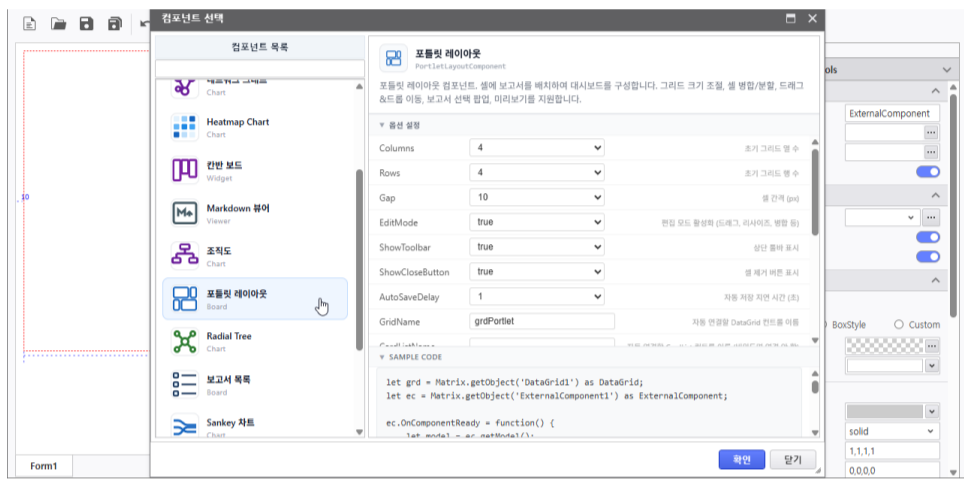 컴포넌트 선택
컴포넌트 목록
Chart
Heatmap Chart
Chart
칸반 보드
Widget
Markdown 뷰어
Viewer
조직도
Chart
포틀릿 레이아웃
Board
Radial Tree
Chart
보고서 목록
Board
Sankey 차트
Chart
포틀릿 레이아웃
PortletLayoutComponent
포틀릿 레이아웃 컴포넌트. 셀에 보고서를 배치하여 대시보드를 구성합니다. 그리드 크기 조절, 셀 병합/분할, 드래그
&드롭 이동, 보고서 선택 팝업, 미리보기를 지원합니다.
▼ 옵션 설정
Columns 4 초기 그리드 열 수
Rows 4 초기 그리드 행 수
Gap 10 셀 간격 (px)
EditMode true 편집 모드 활성화 (드래그, 리사이즈, 병합 등)
ShowToolbar true 상단 툴바 표시
ShowCloseButton true 셀 제거 버튼 표시
AutoSaveDelay 1 자동 저장 지연 시간 (초)
GridName grdPortlet 자동 연결할 DataGrid 컨트롤 이름
▼ SAMPLE CODE
let grd = Matrix.getObject('DataGrid1') as DataGrid;
let ec = Matrix.getObject('ExternalComponent1') as ExternalComponent;
ec.OnComponentReady = function() {
let model = ec.getModel();
확인 닫기
10
Form1
ols
ExternalComponent
BoxStyle Custom
solid
1,1,1,1
0,0,0,0